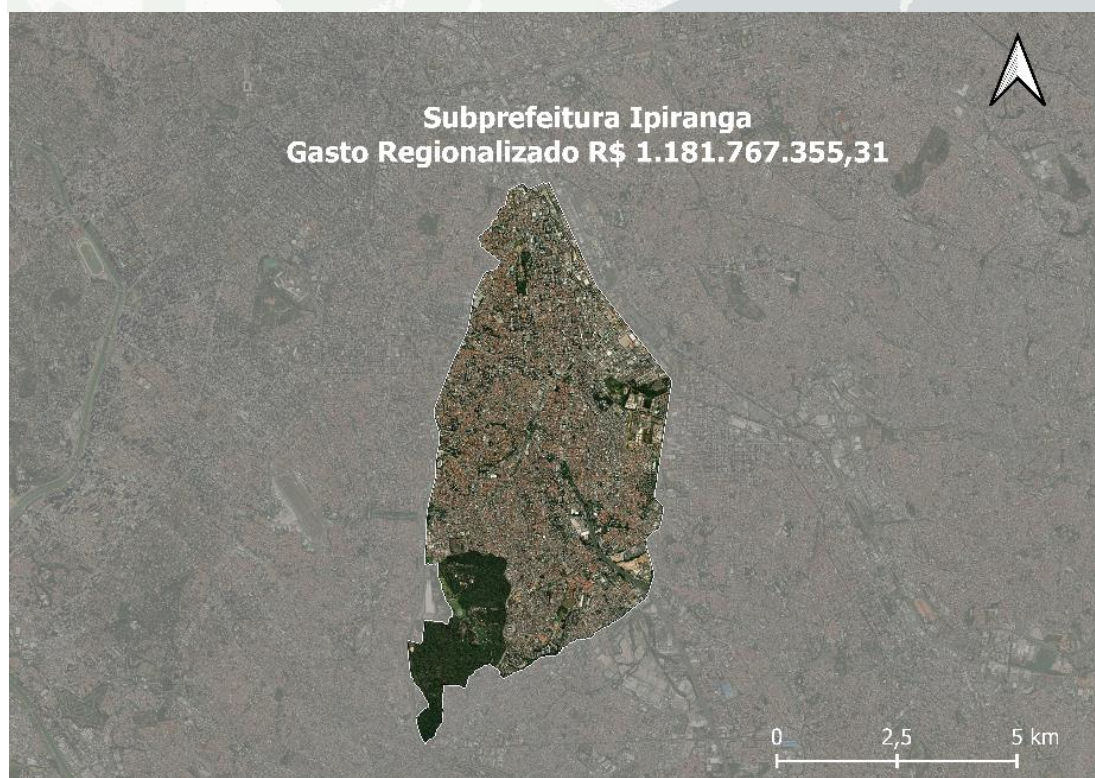 Subprefeitura Ipiranga
Gasto Regionalizado R$ 1.181.767.355,31
0 2,5 5 km